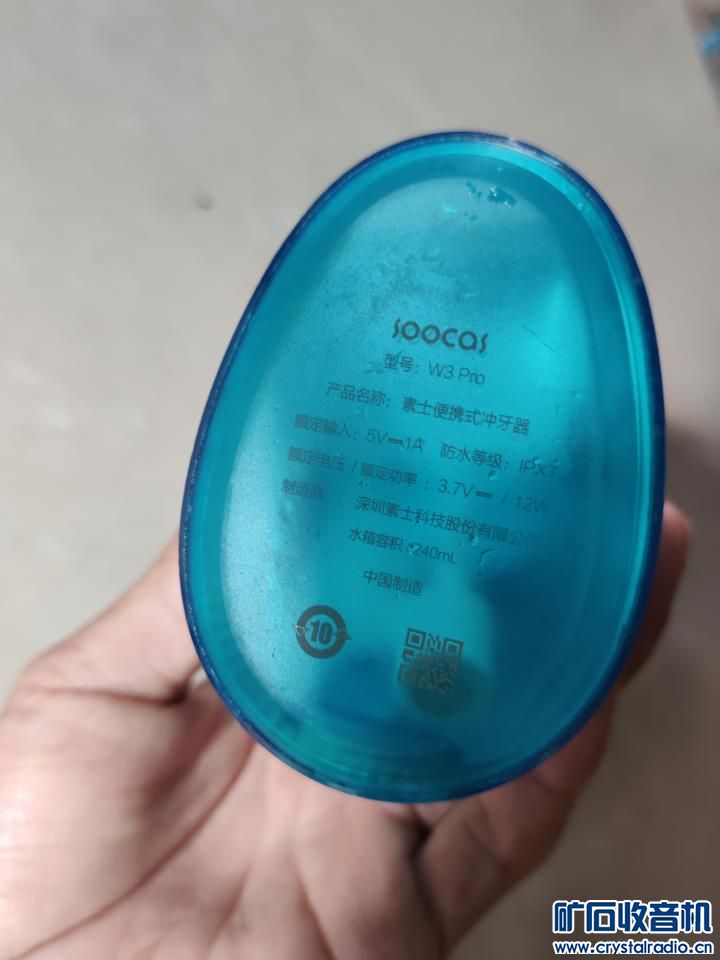 soocas
型号：W3 Pro
产品名称：素士便携式冲牙器
额定输入：5V⎓1A 防水等级：IPX7
额定电压/额定功率：3.7V⎓/12W
制造商：深圳素士科技股份有限公
水箱容积：240mL
中国制造
10
矿石收音机
www.crystalradio.cn